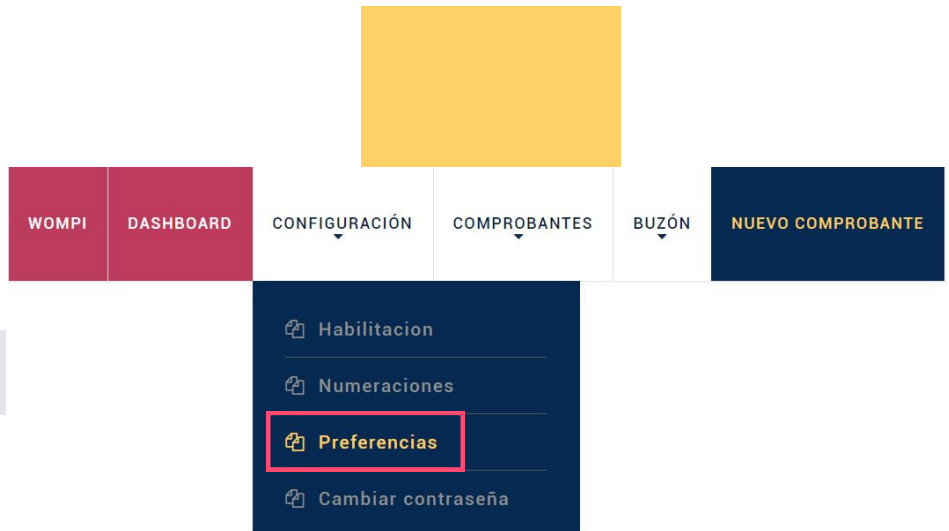 WOMPI DASHBOARD CONFIGURACIÓN COMPROBANTES BUZÓN NUEVO COMPROBANTE
Habilitacion
Numeraciones
Preferencias
Cambiar contraseña